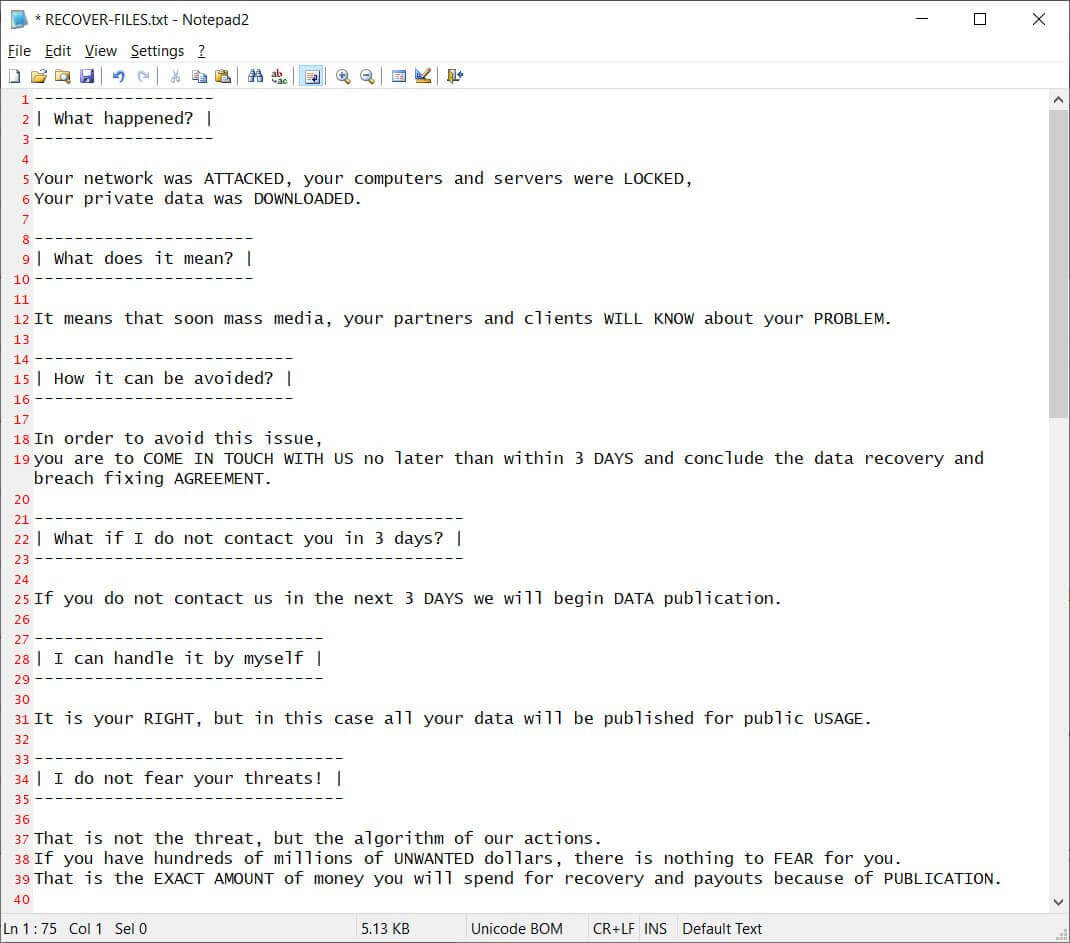 * RECOVER-FILES.txt - Notepad2
File Edit View Settings ?
1 ------------------
2 | What happened? |
3 ------------------
4
5 Your network was ATTACKED, your computers and servers were LOCKED,
6 Your private data was DOWNLOADED.
7
8 ----------------------
9 | What does it mean? |
10 ----------------------
11
12 It means that soon mass media, your partners and clients WILL KNOW about your PROBLEM.
13
14 --------------------------
15 | How it can be avoided? |
16 --------------------------
17
18 In order to avoid this issue,
19 you are to COME IN TOUCH WITH US no later than within 3 DAYS and conclude the data recovery and
breach fixing AGREEMENT.
20
21 -------------------------------------------
22 | What if I do not contact you in 3 days? |
23 -------------------------------------------
24
25 If you do not contact us in the next 3 DAYS we will begin DATA publication.
26
27 -----------------------------
28 | I can handle it by myself |
29 -----------------------------
30
31 It is your RIGHT, but in this case all your data will be published for public USAGE.
32
33 -------------------------------
34 | I do not fear your threats! |
35 -------------------------------
36
37 That is not the threat, but the algorithm of our actions.
38 If you have hundreds of millions of UNWANTED dollars, there is nothing to FEAR for you.
39 That is the EXACT AMOUNT of money you will spend for recovery and payouts because of PUBLICATION.
40
Ln 1 : 75 Col 1 Sel 0 5.13 KB Unicode BOM CR+LF INS Default Text